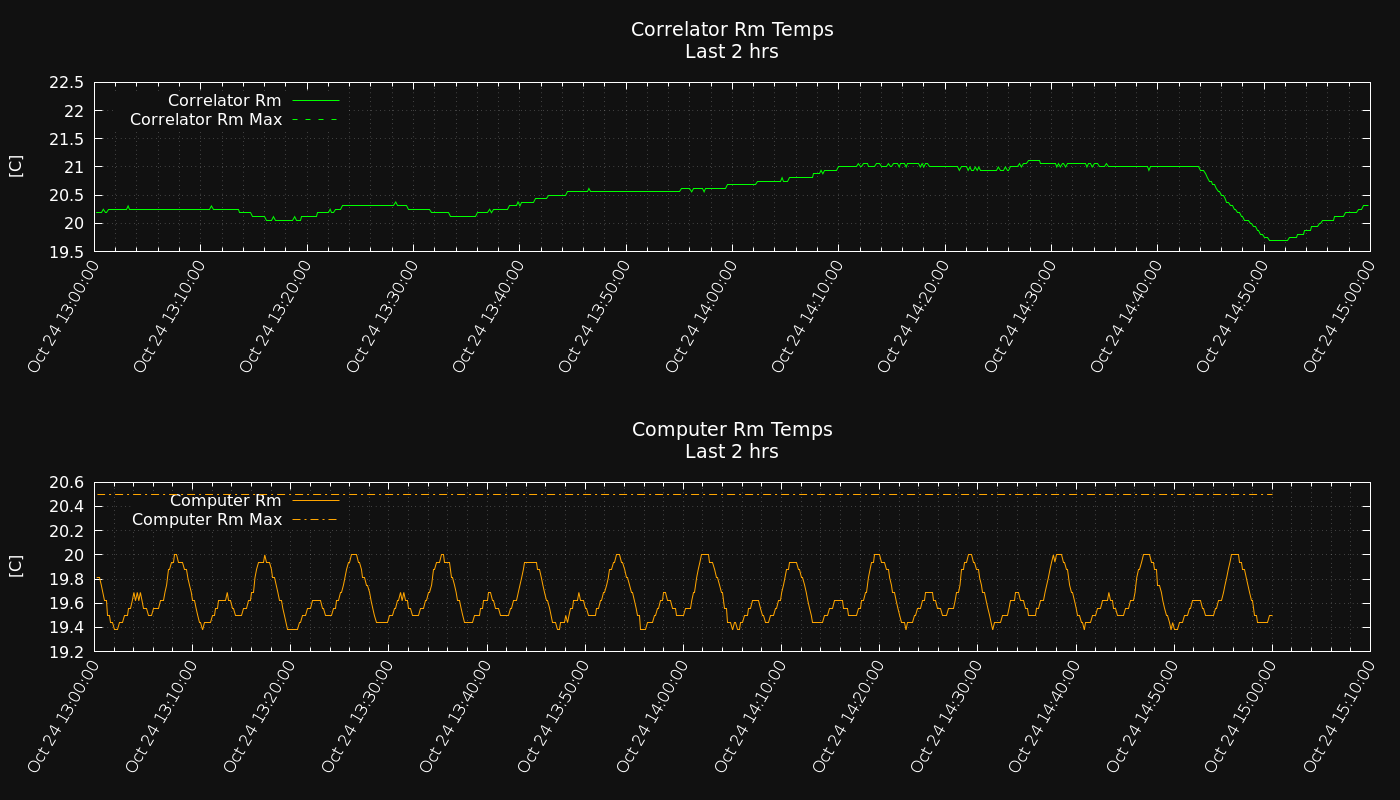 Correlator Rm Temps
Last 2 hrs
22.5
22
21.5
21
20.5
20
19.5
[C]
Correlator Rm
Correlator Rm Max
Oct 24 13:00:00
Oct 24 13:10:00
Oct 24 13:20:00
Oct 24 13:30:00
Oct 24 13:40:00
Oct 24 13:50:00
Oct 24 14:00:00
Oct 24 14:10:00
Oct 24 14:20:00
Oct 24 14:30:00
Oct 24 14:40:00
Oct 24 14:50:00
Oct 24 15:00:00
Computer Rm Temps
Last 2 hrs
20.6
20.4
20.2
20
19.8
19.6
19.4
19.2
[C]
Computer Rm
Computer Rm Max
Oct 24 13:00:00
Oct 24 13:10:00
Oct 24 13:20:00
Oct 24 13:30:00
Oct 24 13:40:00
Oct 24 13:50:00
Oct 24 14:00:00
Oct 24 14:10:00
Oct 24 14:20:00
Oct 24 14:30:00
Oct 24 14:40:00
Oct 24 14:50:00
Oct 24 15:00:00
Oct 24 15:10:00